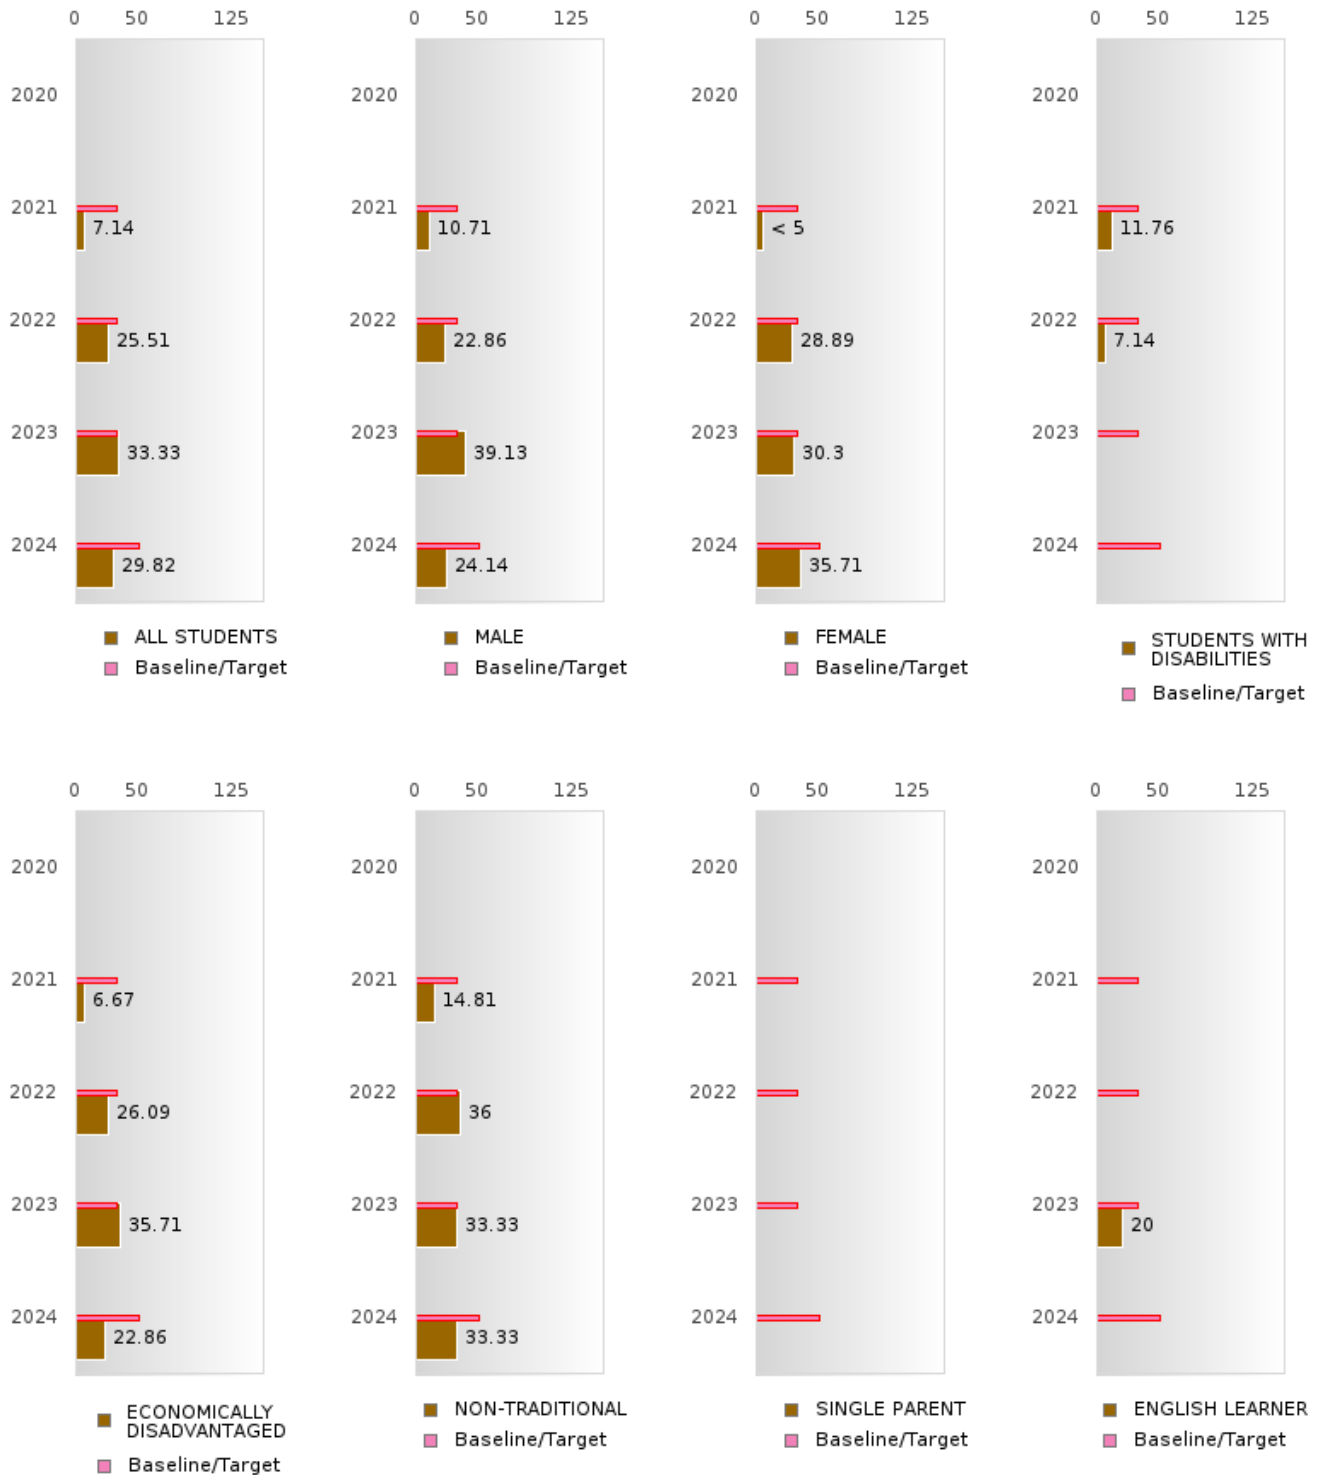 0 50 125
2020
2021
7.14
2022
25.51
2023
33.33
2024
29.82
ALL STUDENTS
Baseline/Target
0 50 125
2020
2021
10.71
2022
22.86
2023
39.13
2024
24.14
MALE
Baseline/Target
0 50 125
2020
2021
< 5
2022
28.89
2023
30.3
2024
35.71
FEMALE
Baseline/Target
0 50 125
2020
2021
11.76
2022
7.14
2023
2024
STUDENTS WITH
DISABILITIES
Baseline/Target
0 50 125
2020
2021
6.67
2022
26.09
2023
35.71
2024
22.86
ECONOMICALLY
DISADVANTAGED
Baseline/Target
0 50 125
2020
2021
14.81
2022
36
2023
33.33
2024
33.33
NON-TRADITIONAL
Baseline/Target
0 50 125
2020
2021
2022
2023
2024
SINGLE PARENT
Baseline/Target
0 50 125
2020
2021
2022
2023
20
2024
ENGLISH LEARNER
Baseline/Target